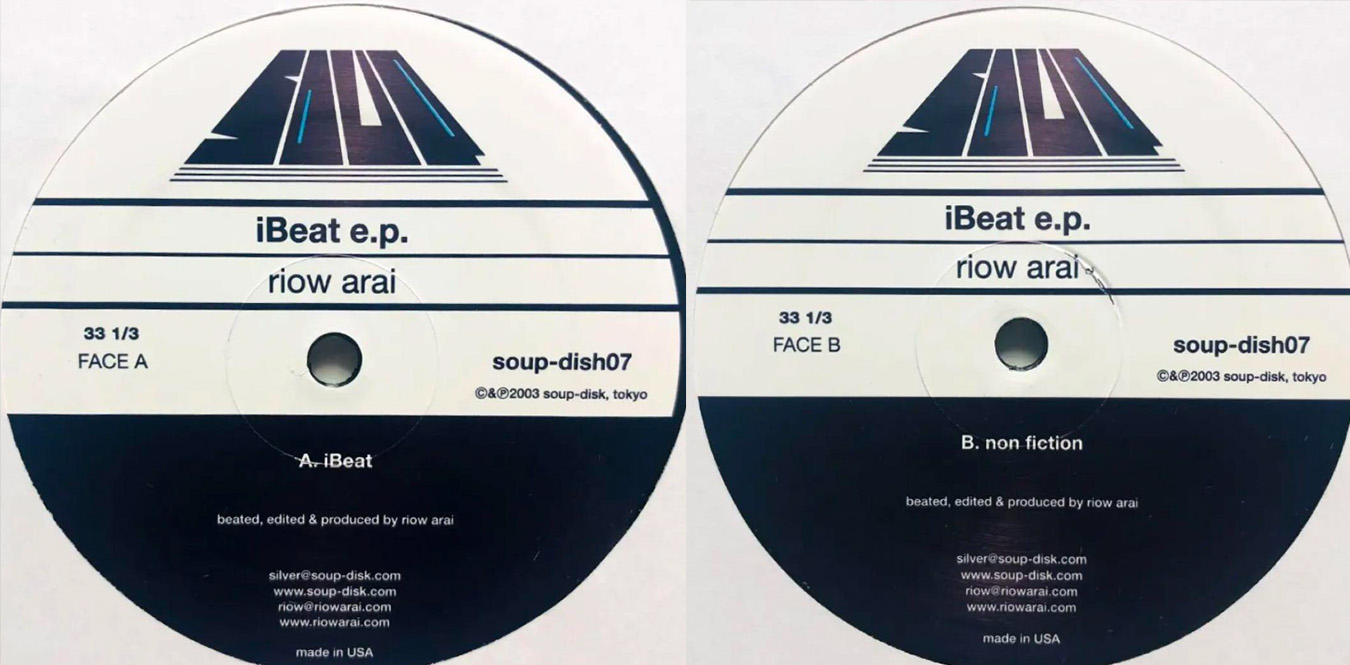 iBeat e.p.
riow arai
33 1/3
FACE A
soup-dish07
©&℗2003 soup-disk, tokyo
A. iBeat
beated, edited & produced by riow arai
silver@soup-disk.com
www.soup-disk.com
riow@riowarai.com
www.riowarai.com
made in USA
iBeat e.p.
riow arai
33 1/3
FACE B
soup-dish07
©&℗2003 soup-disk, tokyo
B. non fiction
beated, edited & produced by riow arai
silver@soup-disk.com
www.soup-disk.com
riow@riowarai.com
www.riowarai.com
made in USA